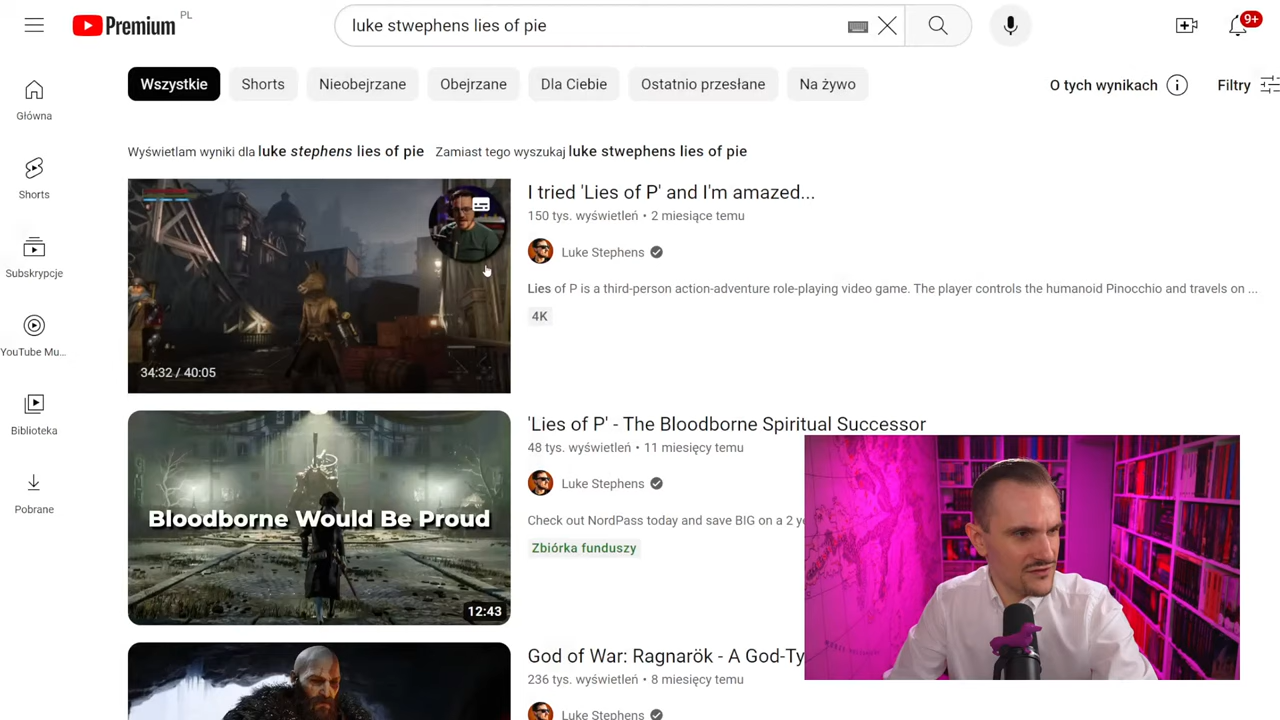 Premium PL
luke stwephens lies of pie
9+
Wszystkie
Shorts
Nieobejrzane
Obejrzane
Dla Ciebie
Ostatnio przesłane
Na żywo
O tych wynikach
Filtry
Główna
Shorts
Subskrypcje
YouTube Mu...
Biblioteka
Pobrane
Wyświetlam wyniki dla luke stephens lies of pie Zamiast tego wyszukaj luke stwephens lies of pie
34:32 / 40:05
I tried 'Lies of P' and I'm amazed...
150 tys. wyświetleń • 2 miesiące temu
Luke Stephens
Lies of P is a third-person action-adventure role-playing video game. The player controls the humanoid Pinocchio and travels on ...
4K
Bloodborne Would Be Proud
12:43
'Lies of P' - The Bloodborne Spiritual Successor
48 tys. wyświetleń • 11 miesięcy temu
Luke Stephens
Check out NordPass today and save BIG on a 2 y
Zbiórka funduszy
God of War: Ragnarök - A God-Ty
236 tys. wyświetleń • 8 miesięcy temu
Luke Stephens